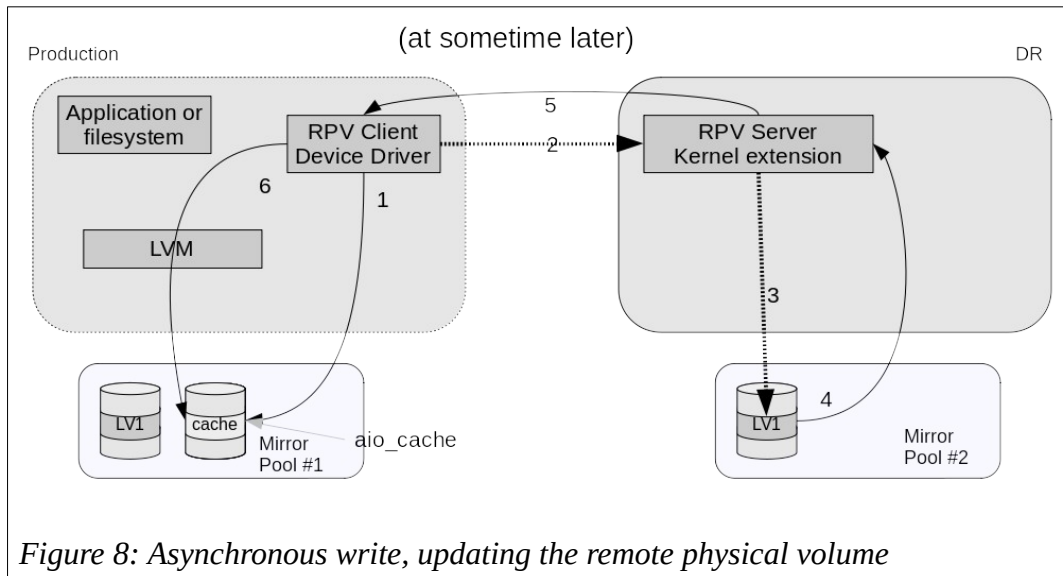 (at sometime later)
Production
DR
Application or
filesystem
RPV Client
Device Driver
5
2
RPV Server
Kernel extension
6
1
LVM
3
4
LV1
cache
aio_cache
Mirror
Pool #1
LV1
Mirror
Pool #2
Figure 8: Asynchronous write, updating the remote physical volume